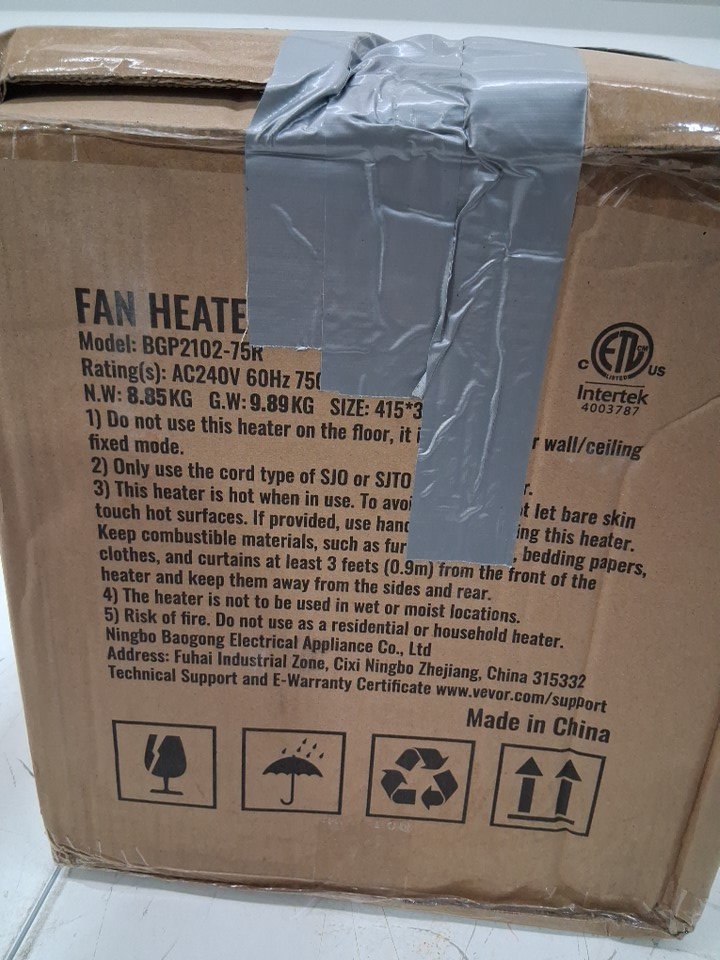 FAN HEATE
Model: BGP2102-75R
Rating(s): AC240V 60Hz 750
N.W: 8.85KG G.W: 9.89KG SIZE: 415*3
1) Do not use this heater on the floor, it i r wall/ceiling
fixed mode.
2) Only use the cord type of SJO or SJTO r.
3) This heater is hot when in use. To avoi t let bare skin
touch hot surfaces. If provided, use hand ing this heater.
Keep combustible materials, such as fur , bedding papers,
clothes, and curtains at least 3 feets (0.9m) from the front of the
heater and keep them away from the sides and rear.
4) The heater is not to be used in wet or moist locations.
5) Risk of fire. Do not use as a residential or household heater.
Ningbo Baogong Electrical Appliance Co., Ltd
Address: Fuhai Industrial Zone, Cixi Ningbo Zhejiang, China 315332
Technical Support and E-Warranty Certificate www.vevor.com/support
Made in China
C ETL CM US
LISTED
Intertek
4003787